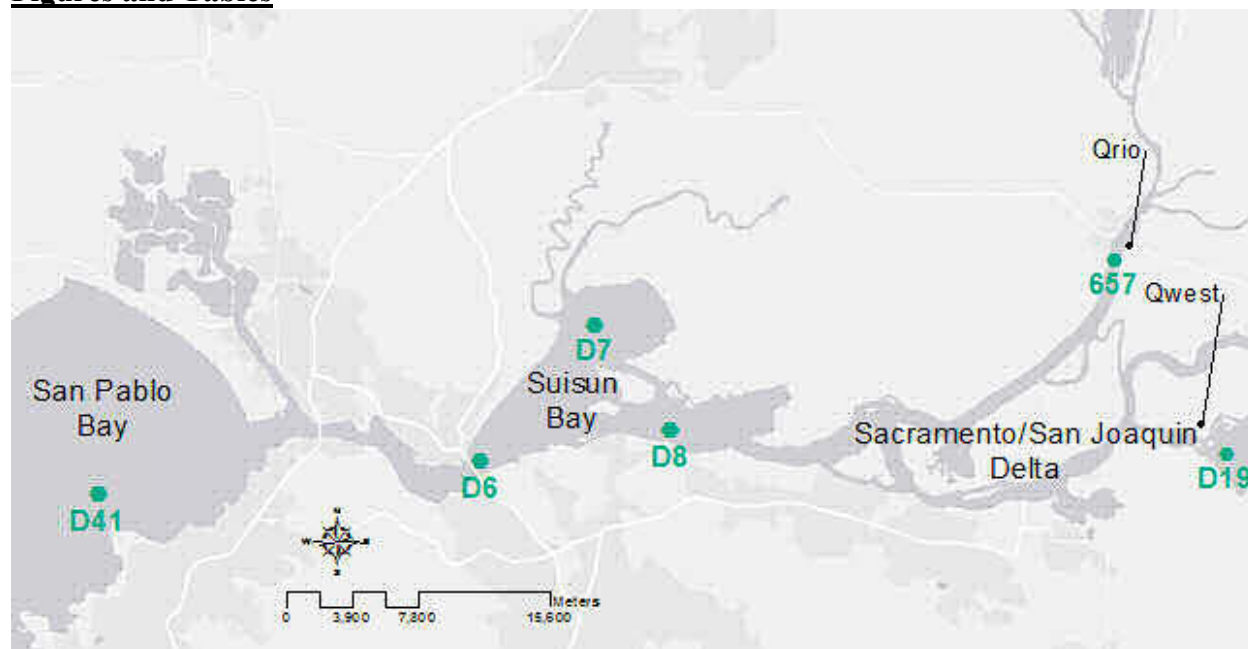 Figures and Tables
Qrio
657
Qwest
D7
San Pablo
Bay
Suisun
Bay
Sacramento/San Joaquin
Delta
D8
D6
D19
D41
N
W E
S
Meters
0 3,900 7,800 15,600